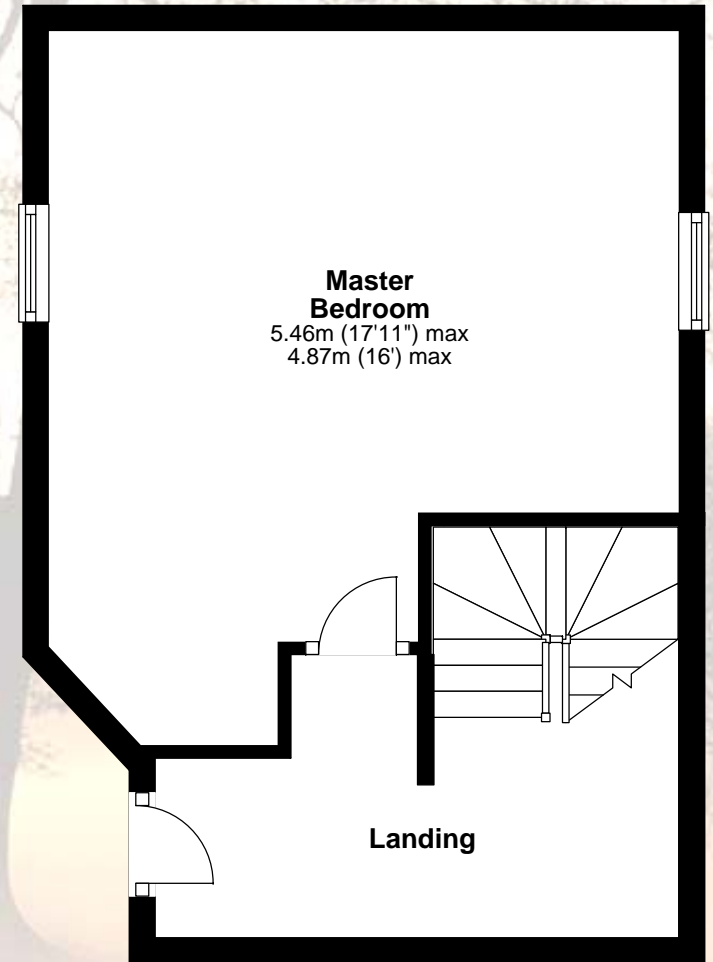 Master
Bedroom
5.46m (17'11") max
4.87m (16') max
Landing